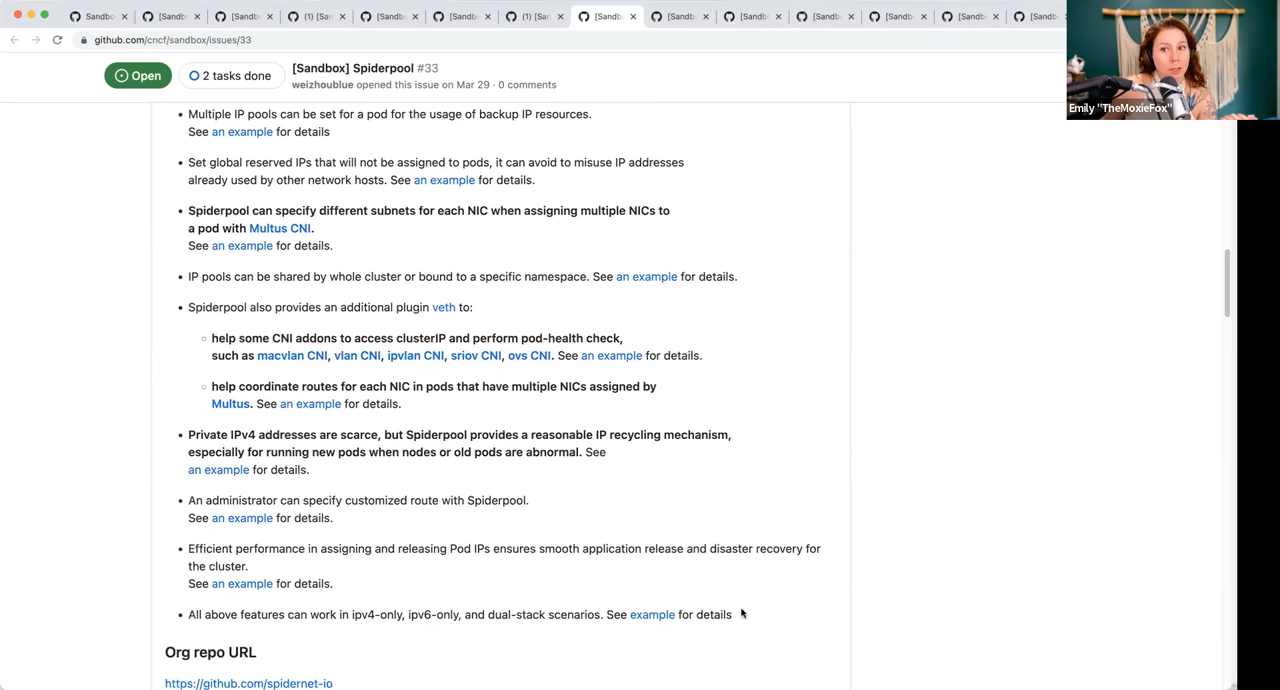 Sandbo
[Sandb
[Sandb
(1) [San
[Sandb
[Sandb
(1) [San
[Sandb
[Sandb
[Sandb
[Sandb
[Sandb
[Sandb
[Sandb
github.com/cncf/sandbox/issues/33
Open
2 tasks done
[Sandbox] Spiderpool #33
weizhoublue opened this issue on Mar 29 · 0 comments
Emily "TheMoxieFox"
• Multiple IP pools can be set for a pod for the usage of backup IP resources.
See an example for details
• Set global reserved IPs that will not be assigned to pods, it can avoid to misuse IP addresses
already used by other network hosts. See an example for details.
• Spiderpool can specify different subnets for each NIC when assigning multiple NICs to
a pod with Multus CNI.
See an example for details.
• IP pools can be shared by whole cluster or bound to a specific namespace. See an example for details.
• Spiderpool also provides an additional plugin veth to:
◦ help some CNI addons to access clusterIP and perform pod-health check,
such as macvlan CNI, vlan CNI, ipvlan CNI, sriov CNI, ovs CNI. See an example for details.
◦ help coordinate routes for each NIC in pods that have multiple NICs assigned by
Multus. See an example for details.
• Private IPv4 addresses are scarce, but Spiderpool provides a reasonable IP recycling mechanism,
especially for running new pods when nodes or old pods are abnormal. See
an example for details.
• An administrator can specify customized route with Spiderpool.
See an example for details.
• Efficient performance in assigning and releasing Pod IPs ensures smooth application release and disaster recovery for
the cluster.
See an example for details.
• All above features can work in ipv4-only, ipv6-only, and dual-stack scenarios. See example for details
Org repo URL
https://github.com/spidernet-io